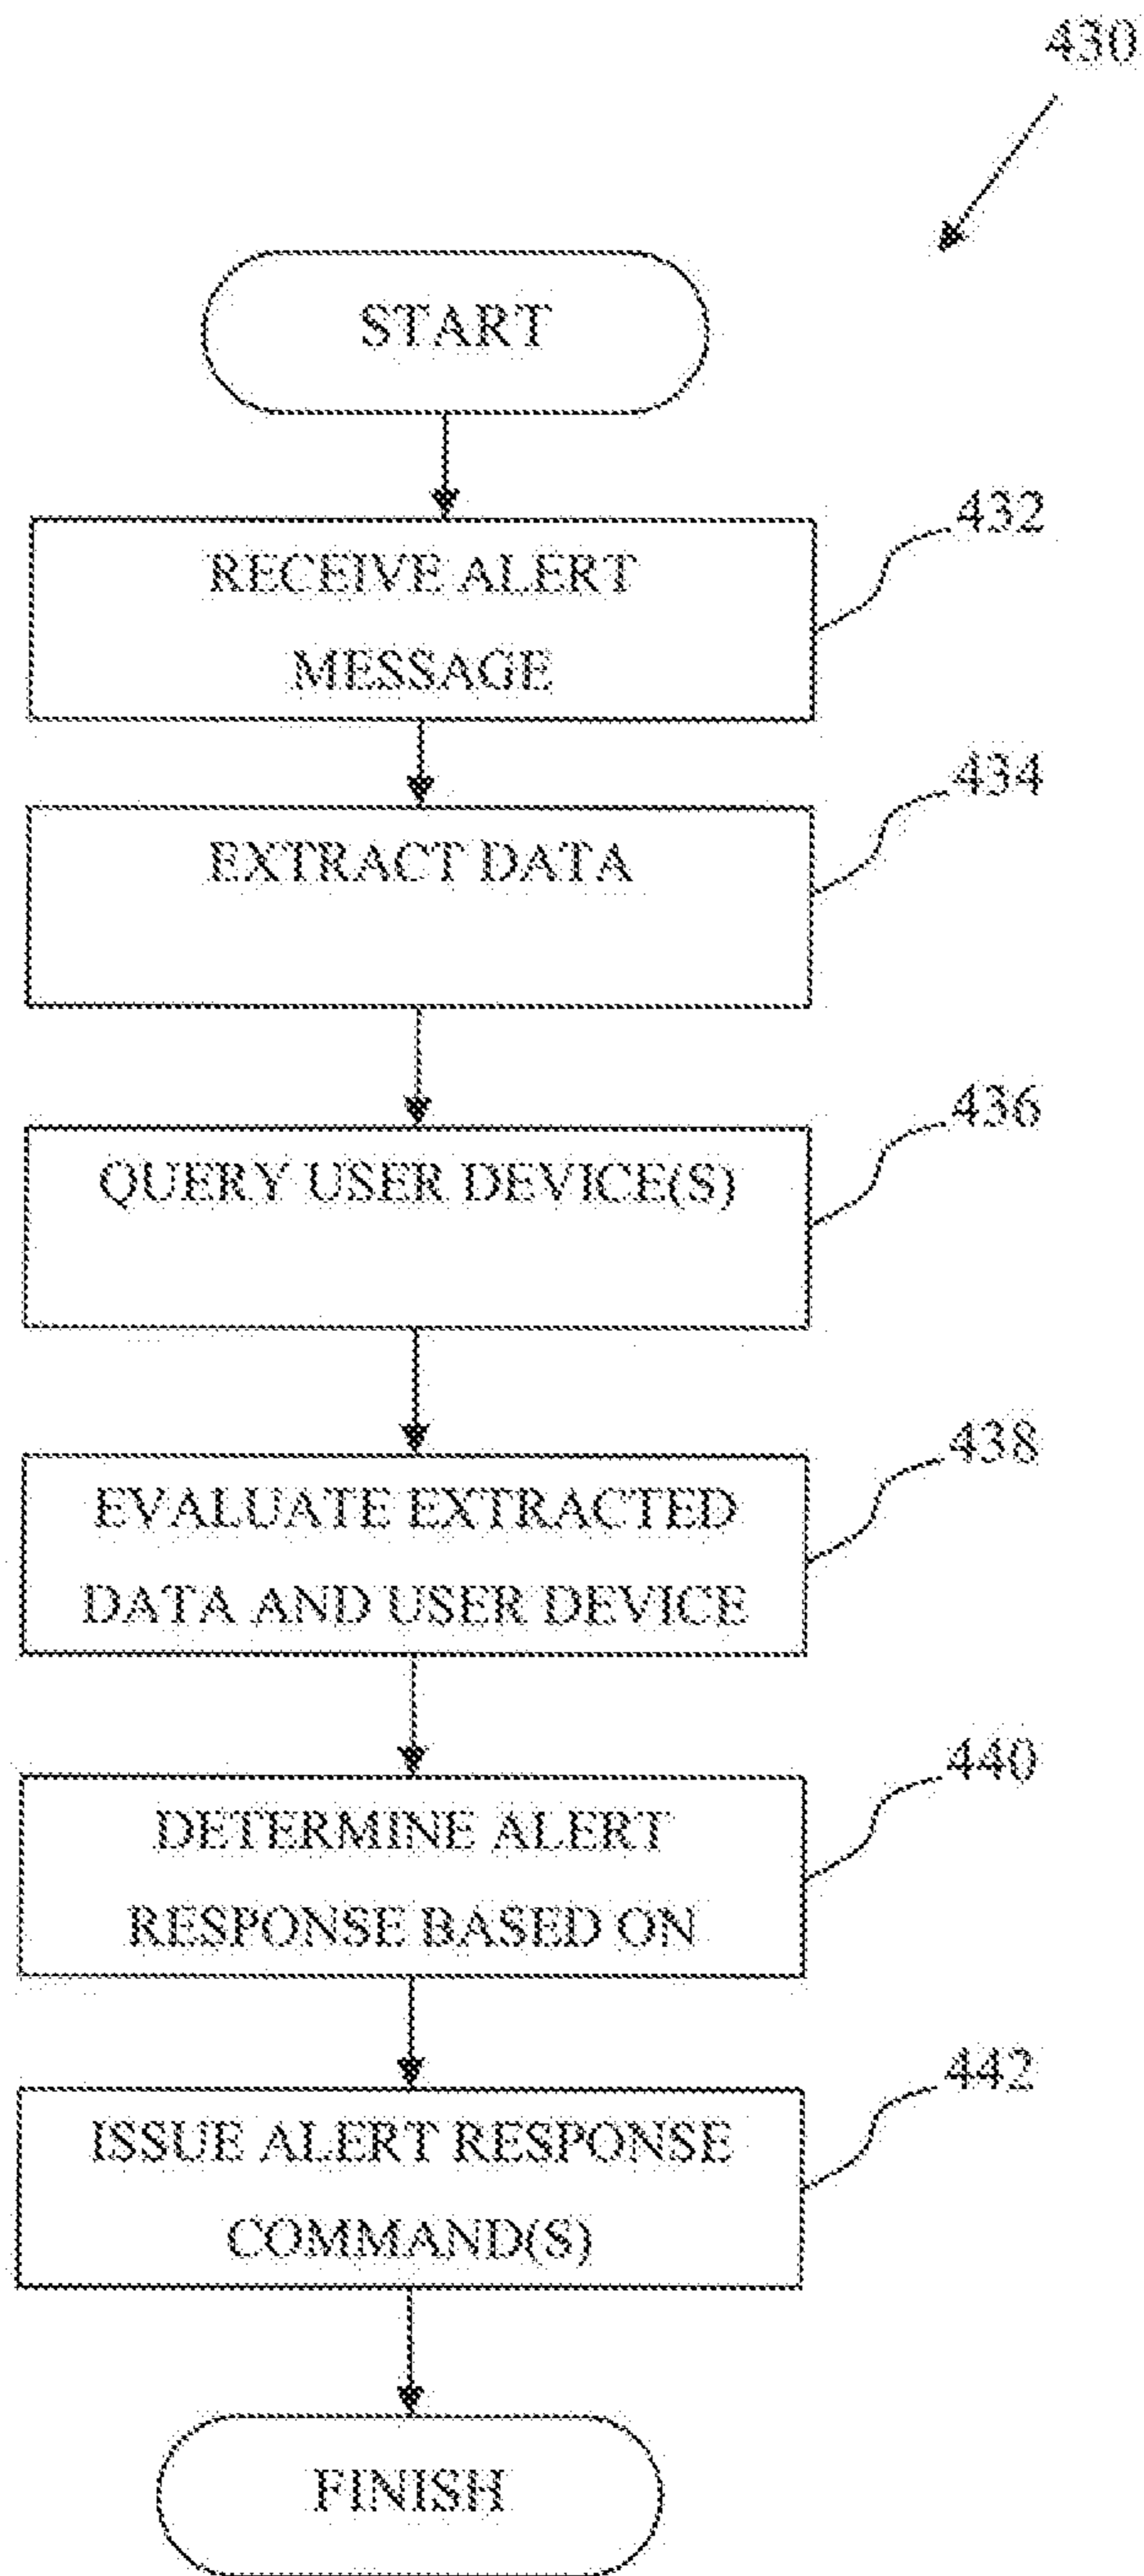 430
START
RECEIVE ALERT
MESSAGE
432
EXTRACT DATA
434
QUERY USER DEVICE(S)
436
EVALUATE EXTRACTED
DATA AND USER DEVICE
438
DETERMINE ALERT
RESPONSE BASED ON
440
ISSUE ALERT RESPONSE
COMMAND(S)
442
FINISH